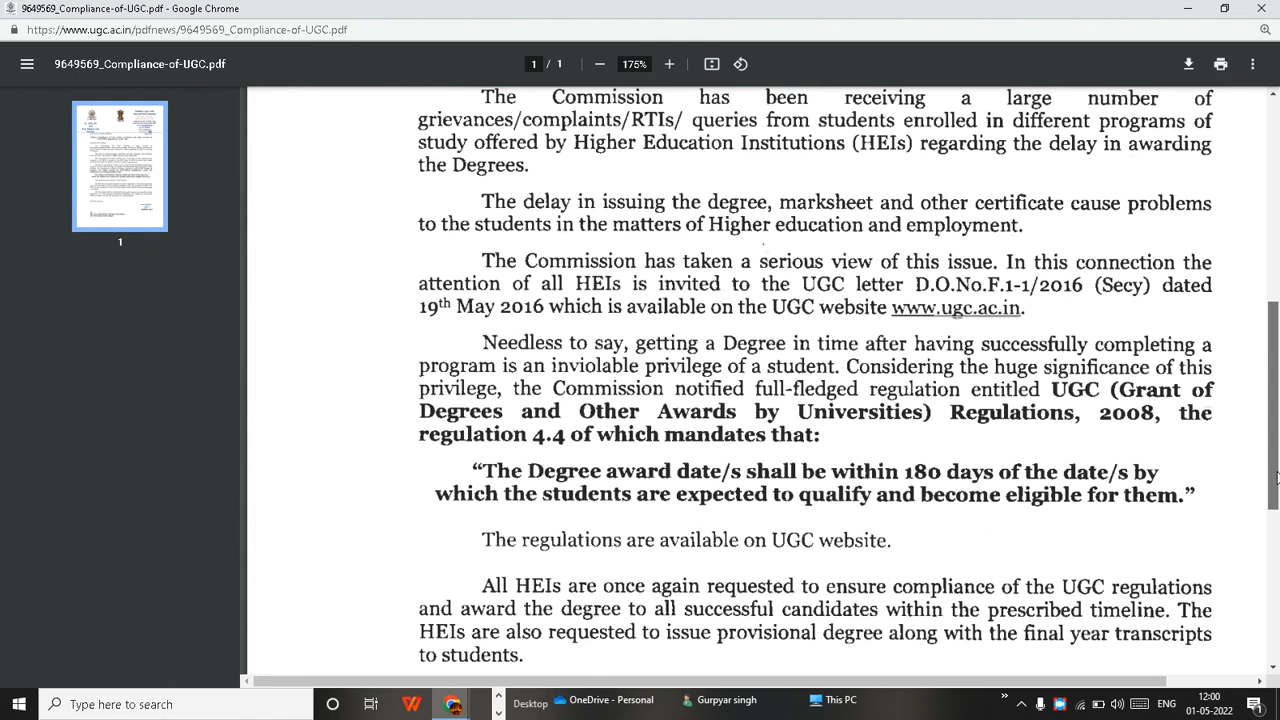 9649569_Compliance-of-UGC.pdf - Google Chrome
https://www.ugc.ac.in/pdfnews/9649569_Compliance-of-UGC.pdf
9649569_Compliance-of-UGC.pdf
1 / 1
175%
1
The Commission has been receiving a large number of
grievances/complaints/RTIs/ queries from students enrolled in different programs of
study offered by Higher Education Institutions (HEIs) regarding the delay in awarding
the Degrees.
The delay in issuing the degree, marksheet and other certificate cause problems
to the students in the matters of Higher education and employment.
The Commission has taken a serious view of this issue. In this connection the
attention of all HEIs is invited to the UGC letter D.O.No.F.1-1/2016 (Secy) dated
19th May 2016 which is available on the UGC website www.ugc.ac.in.
Needless to say, getting a Degree in time after having successfully completing a
program is an inviolable privilege of a student. Considering the huge significance of this
privilege, the Commission notified full-fledged regulation entitled UGC (Grant of
Degrees and Other Awards by Universities) Regulations, 2008, the
regulation 4.4 of which mandates that:
“The Degree award date/s shall be within 180 days of the date/s by
which the students are expected to qualify and become eligible for them.”
The regulations are available on UGC website.
All HEIs are once again requested to ensure compliance of the UGC regulations
and award the degree to all successful candidates within the prescribed timeline. The
HEIs are also requested to issue provisional degree along with the final year transcripts
to students.
Type here to search
Desktop
OneDrive - Personal
Gurpyar singh
This PC
ENG
12:00
01-05-2022